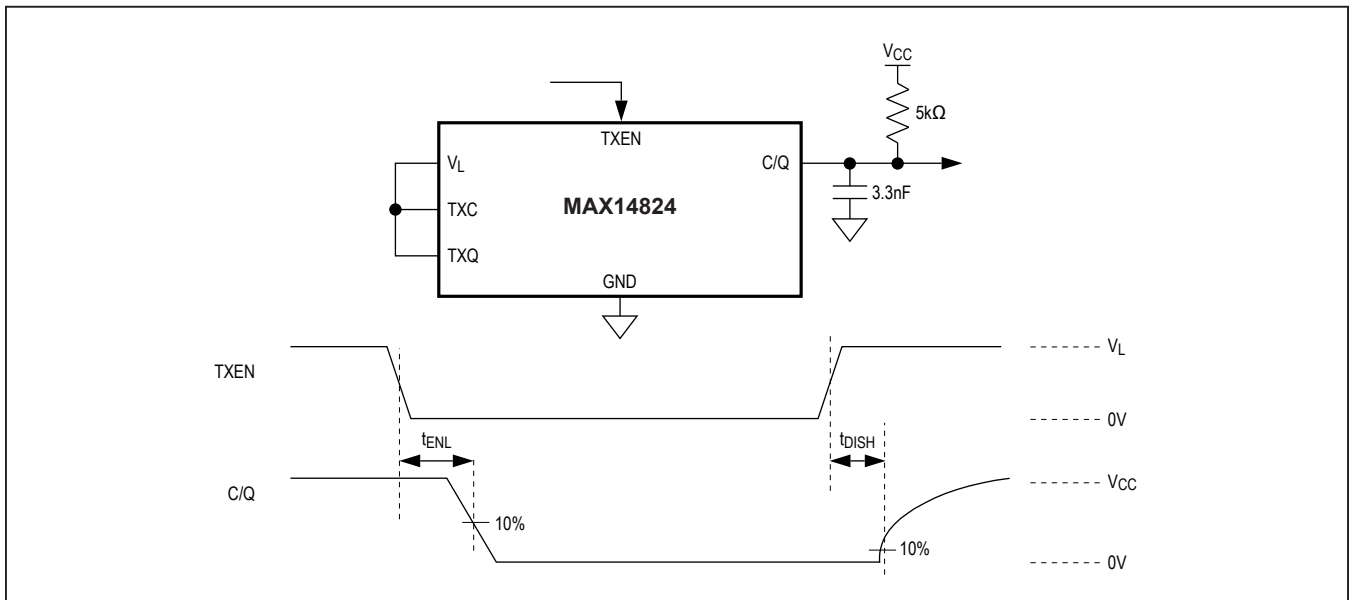 VCC
5kΩ
TXEN
VL
C/Q
3.3nF
TXC
MAX14824
TXQ
GND
VL
TXEN
0V
tENL
tDISH
VCC
C/Q
10%
10%
0V